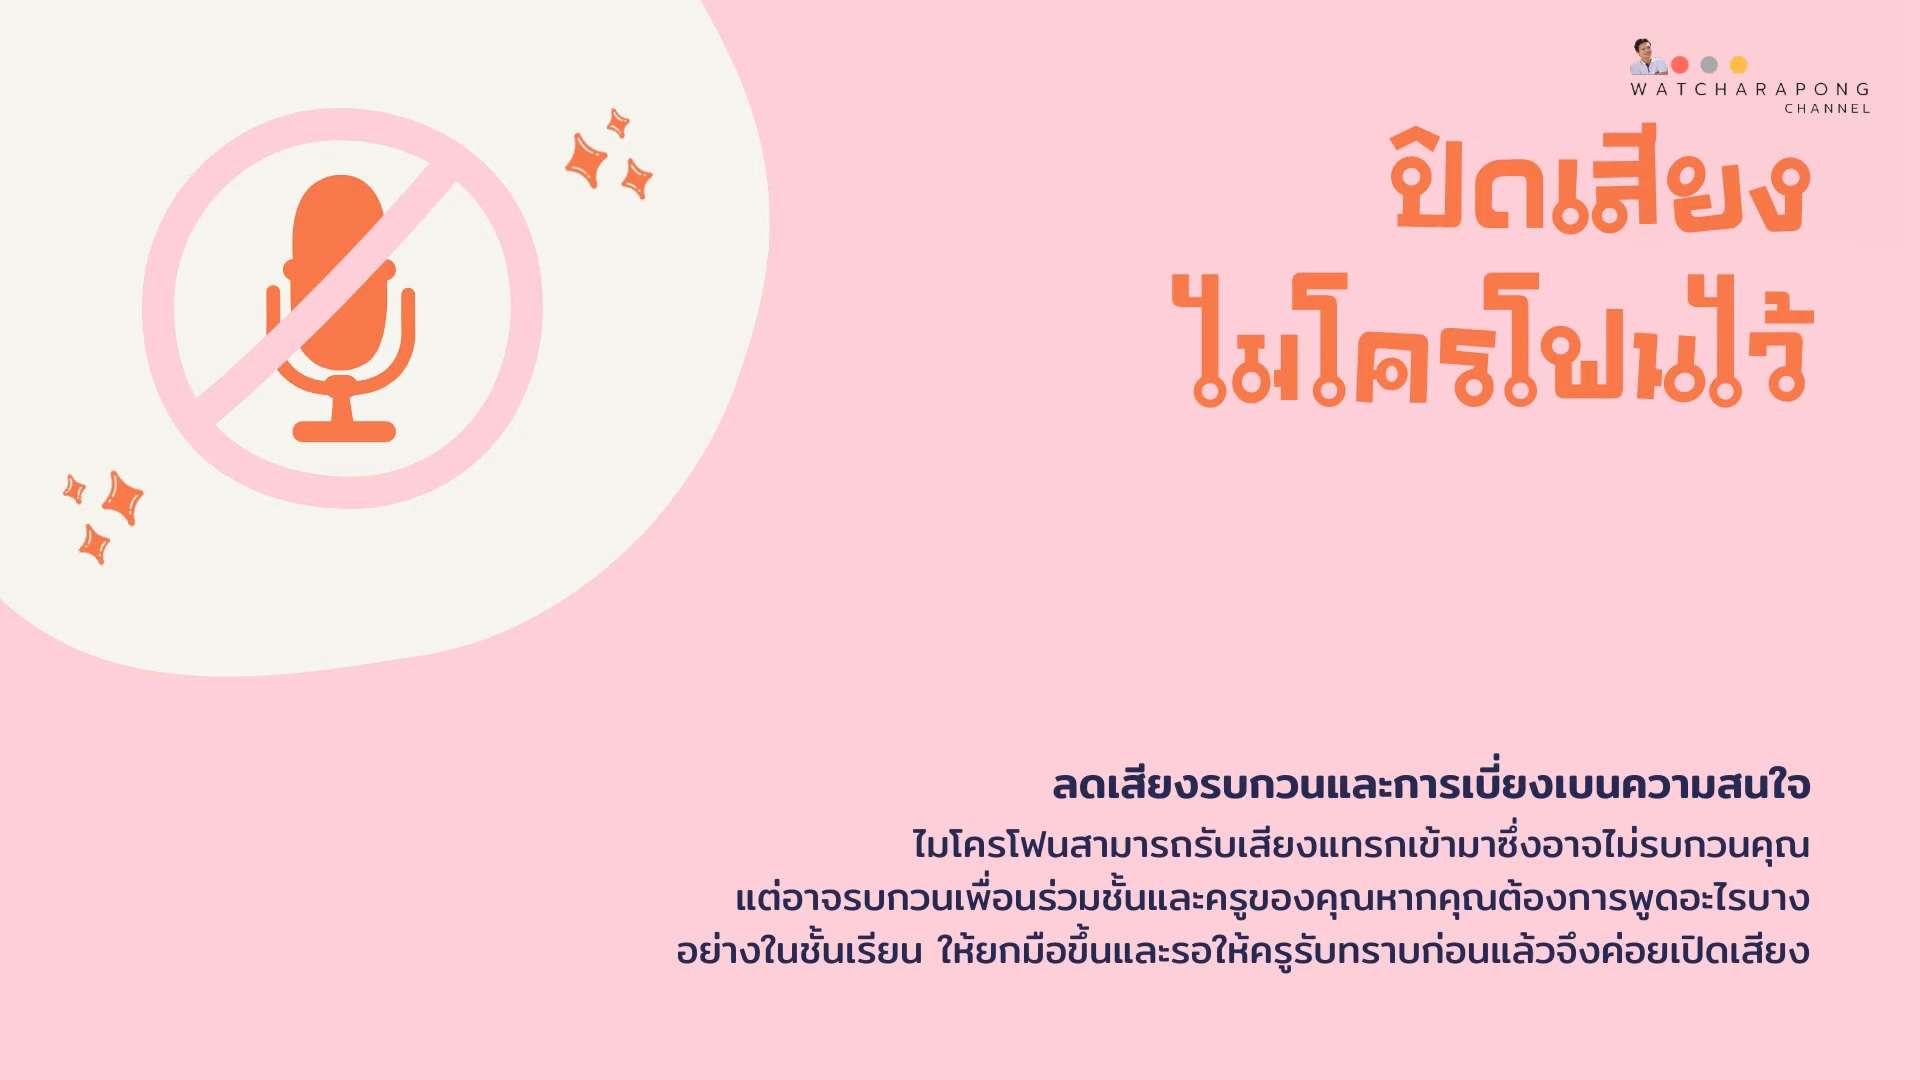 WATCHARAPONG
CHANNEL
ปิดเสียง
ไมโครโฟนไว้
ลดเสียงรบกวนและการเบี่ยงเบนความสนใจ
ไมโครโฟนสามารถรับเสียงแทรกเข้ามาซึ่งอาจไม่รบกวนคุณ
แต่อาจรบกวนเพื่อนร่วมชั้นและครูของคุณหากคุณต้องการพูดอะไรบาง
อย่างในชั้นเรียน ให้ยกมือขึ้นและรอให้ครูรับทราบก่อนแล้วจึงค่อยเปิดเสียง